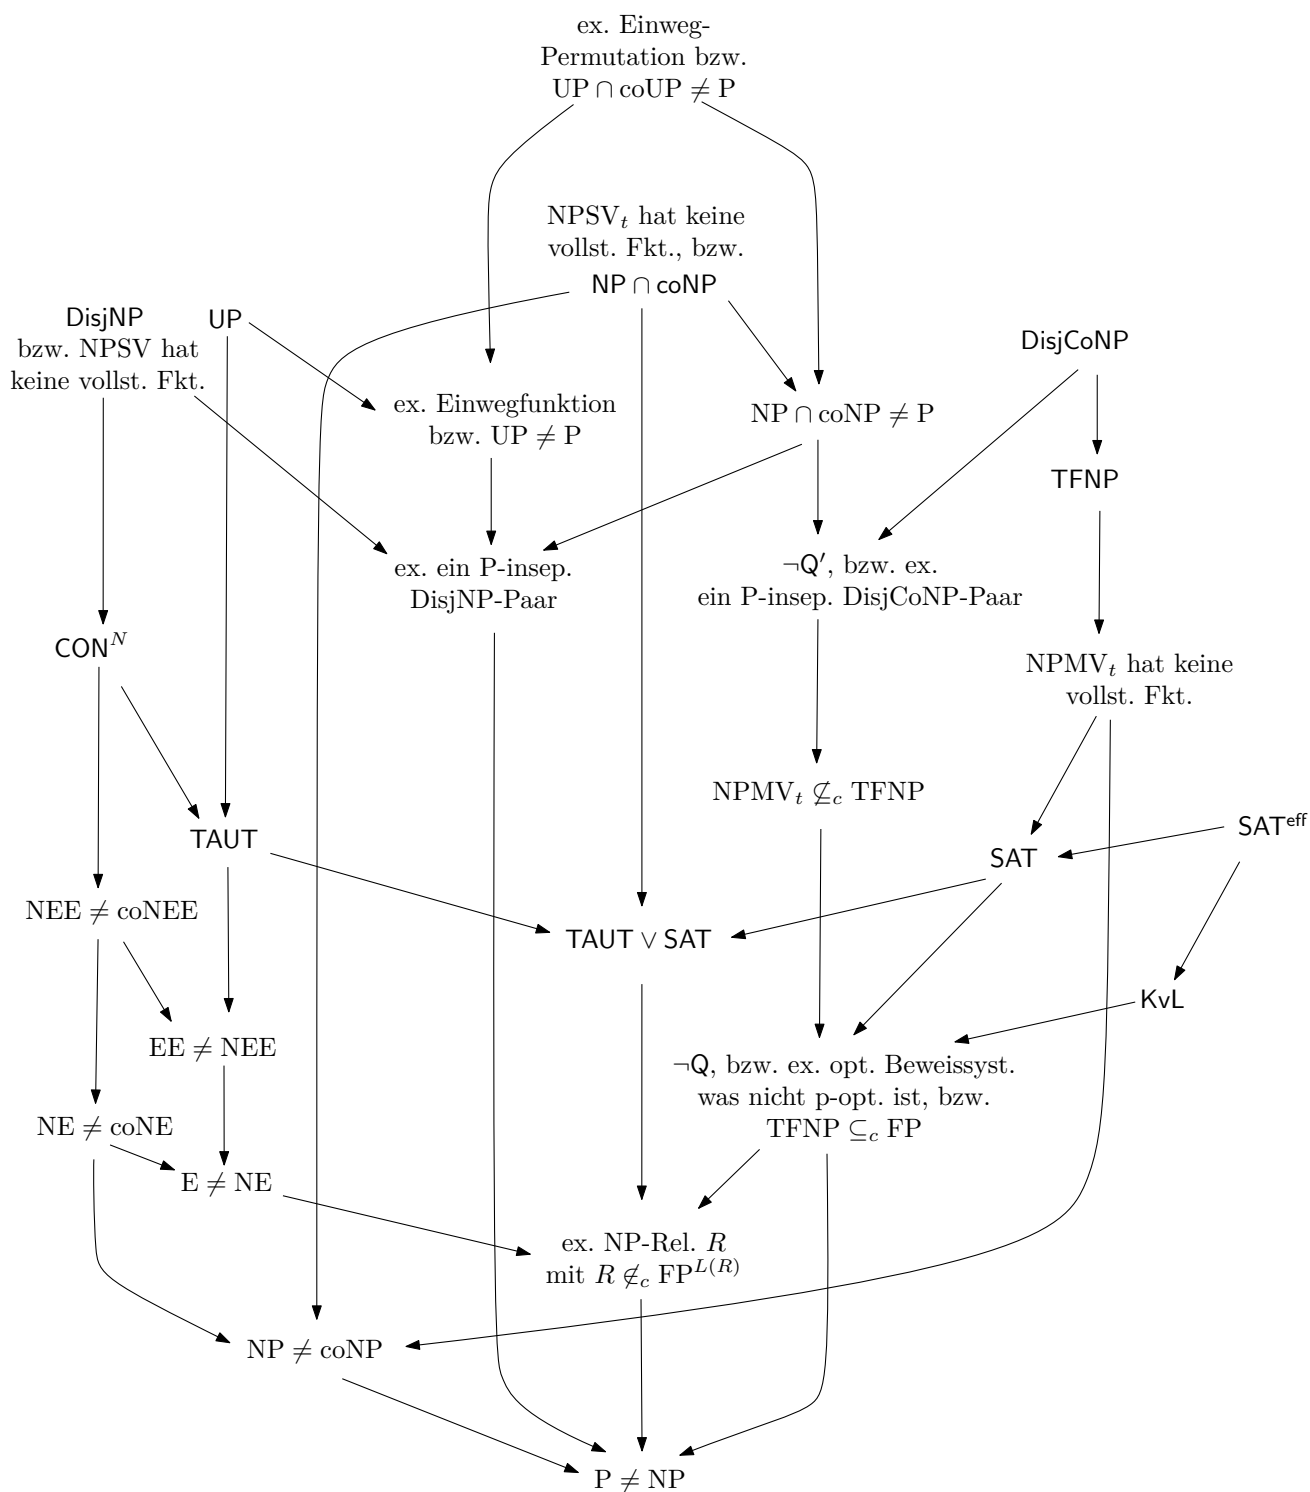 ex. Einweg-
Permutation bzw.
UP ∩ coUP ≠ P
NPSVₜ hat keine
vollst. Fkt., bzw.
NP ∩ coNP
DisjNP
bzw. NPSV hat
keine vollst. Fkt.
UP
DisjCoNP
ex. Einwegfunktion
bzw. UP ≠ P
NP ∩ coNP ≠ P
TFNP
ex. ein P-insep.
DisjNP-Paar
¬Q′, bzw. ex.
ein P-insep. DisjCoNP-Paar
CON^N
NPMVₜ hat keine
vollst. Fkt.
NPMVₜ ⊈_c TFNP
TAUT
SAT^eff
SAT
NEE ≠ coNEE
TAUT ∨ SAT
KvL
EE ≠ NEE
¬Q, bzw. ex. opt. Beweissyst.
was nicht p-opt. ist, bzw.
TFNP ⊆_c FP
NE ≠ coNE
E ≠ NE
ex. NP-Rel. R
mit R ∉_c FP^L(R)
NP ≠ coNP
P ≠ NP